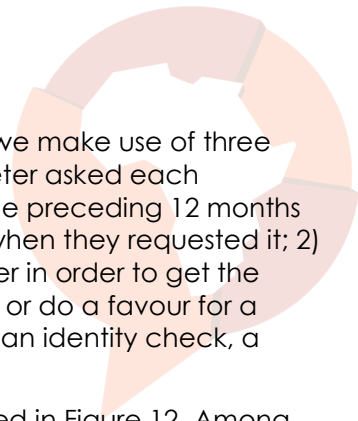 we make use of three
eter asked each
e preceding 12 months
when they requested it; 2)
er in order to get the
or do a favour for a
an identity check, a
ed in Figure 12. Among